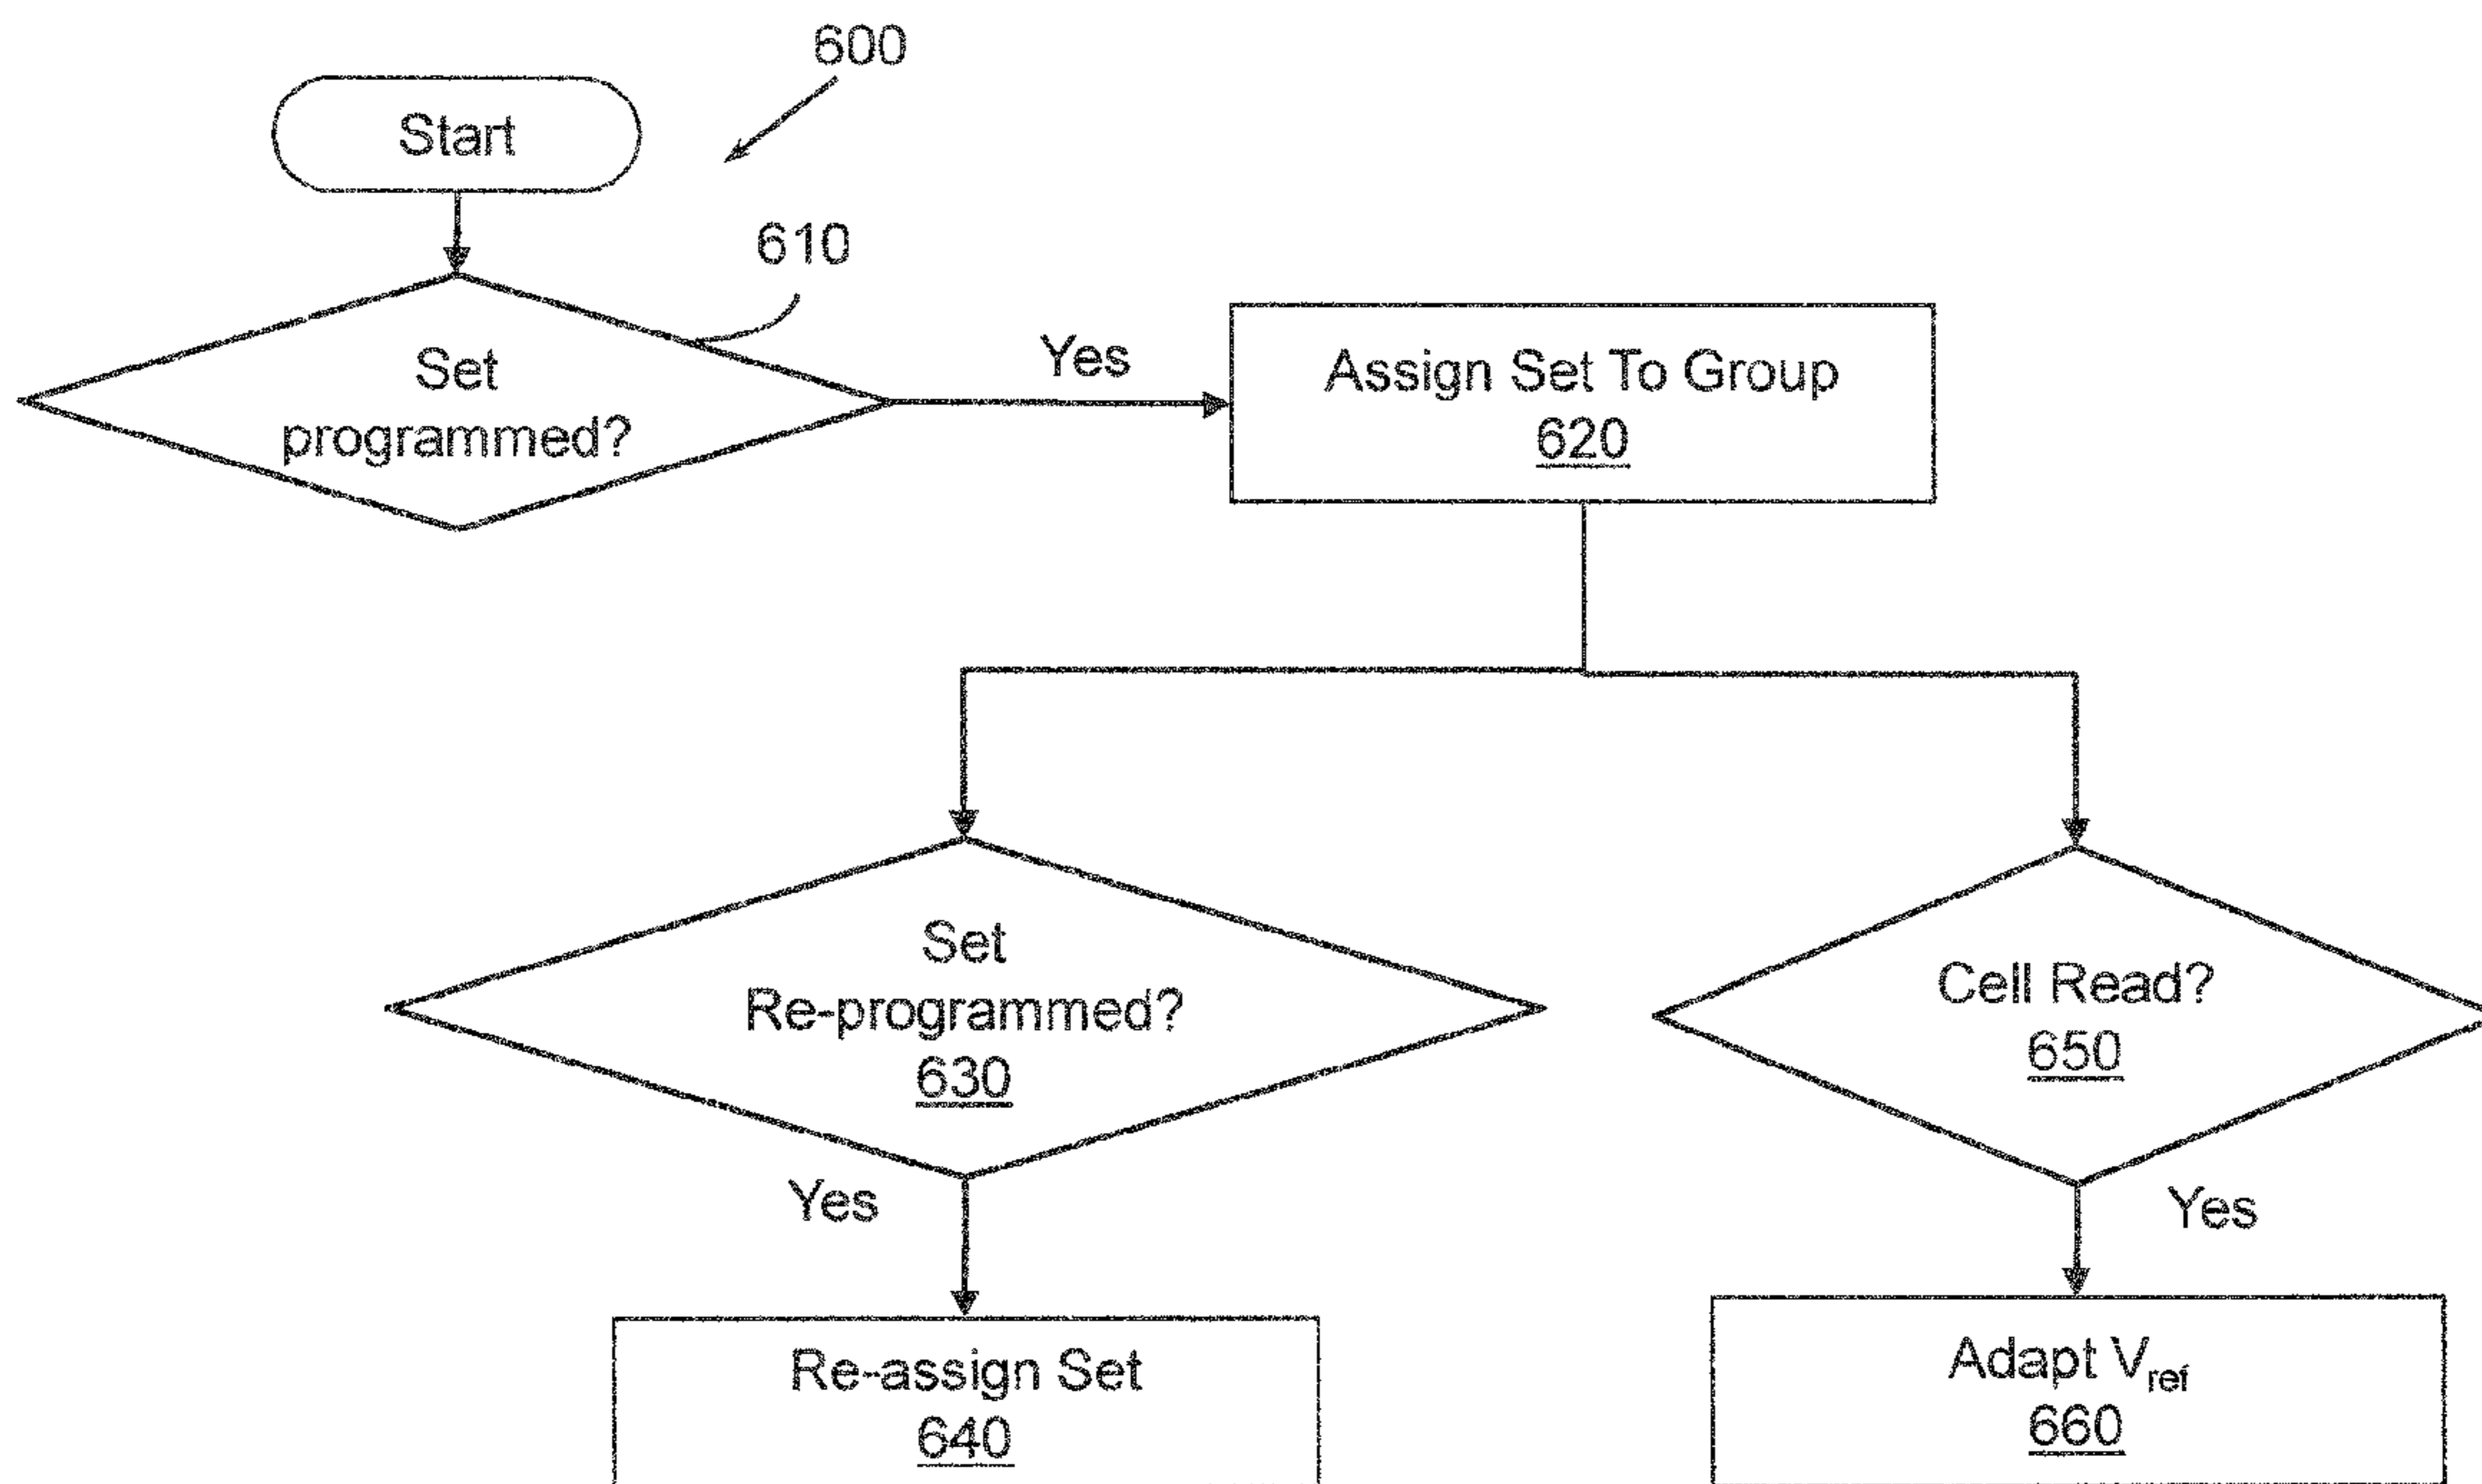 600
Start
610
Set
programmed?
Yes
Assign Set To Group
620
Set
Re-programmed?
630
Cell Read?
650
Yes
Yes
Re-assign Set
640
Adapt Vref
660